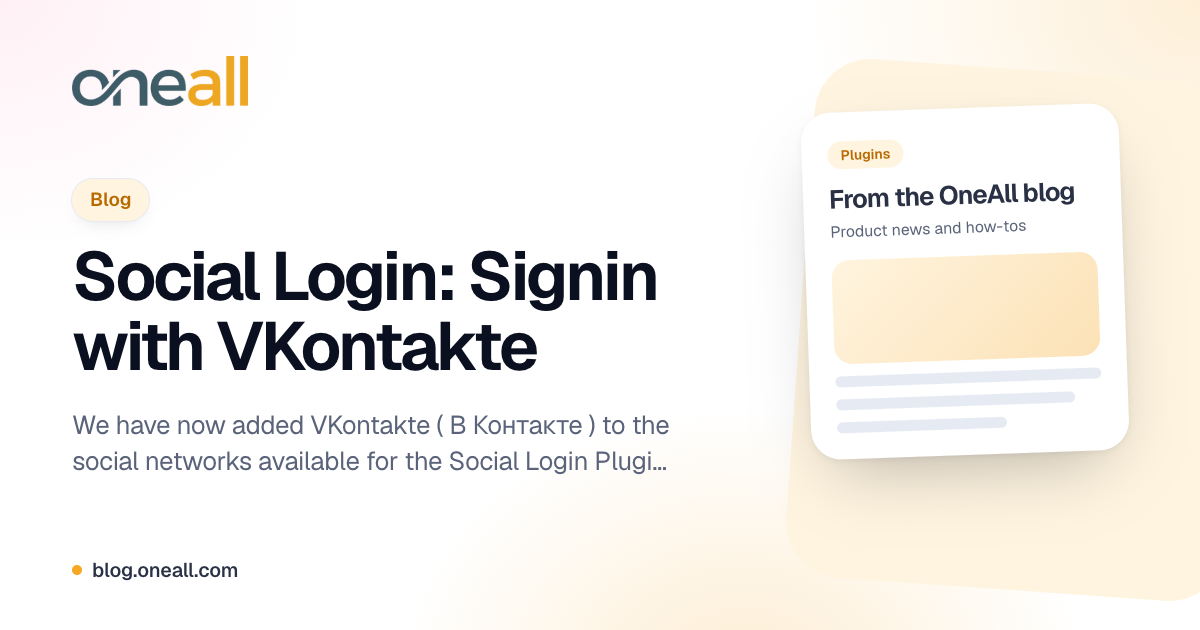 oneall
Blog
Social Login: Signin
with VKontakte
We have now added VKontakte ( В Контакте ) to the
social networks available for the Social Login Plugi...
blog.oneall.com
Plugins
From the OneAll blog
Product news and how-tos